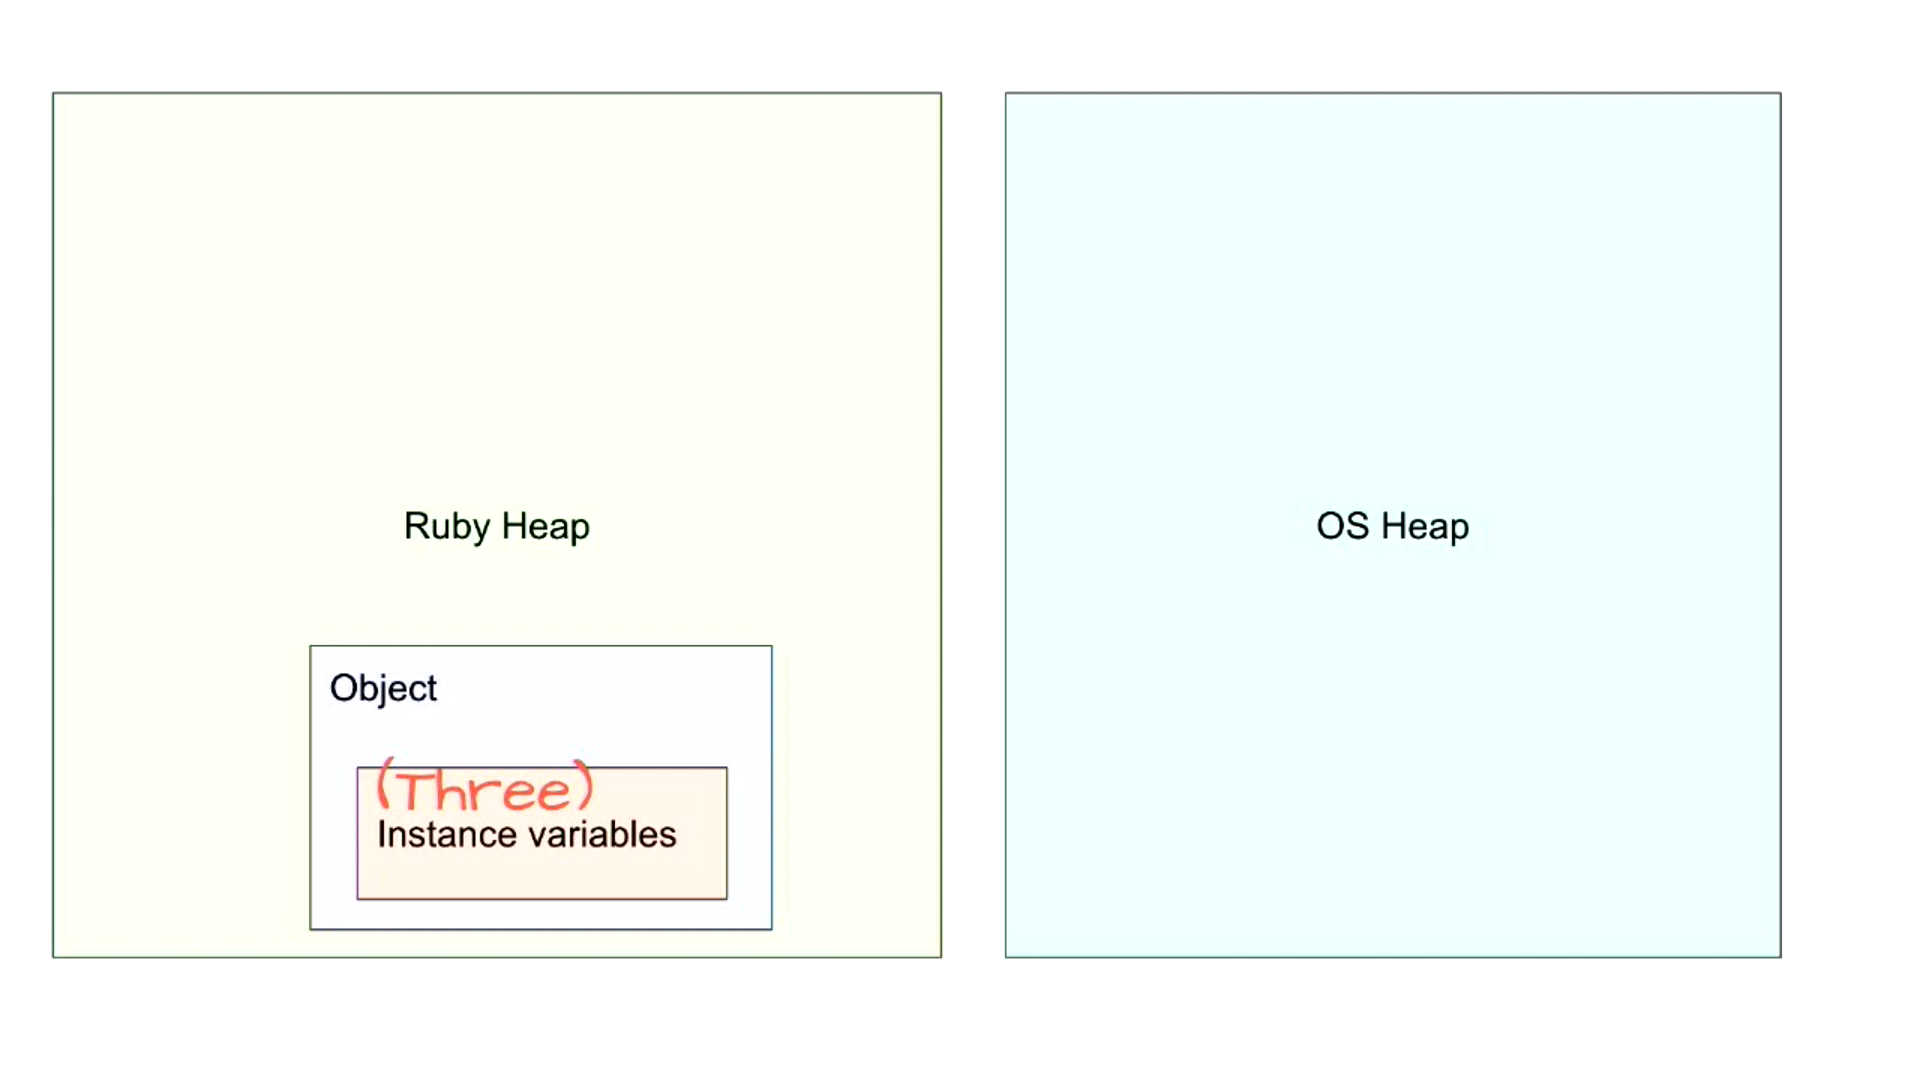 Ruby Heap
OS Heap
Object
(Three)
Instance variables